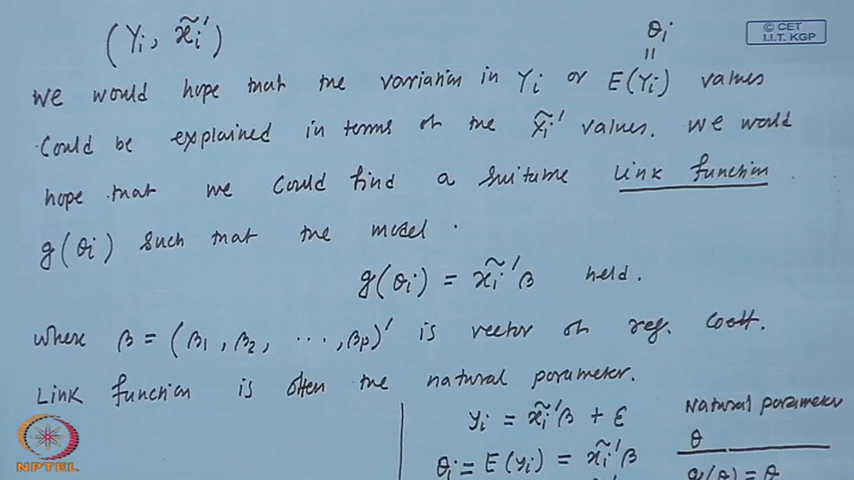 (Yi, x̃i′)
θi
© CET
I.I.T. KGP
=
we would hope that the variation in Yi or E(Yi) values
could be explained in terms of the x̃i′ values. we would
hope that we could find a suitable Link function
g(θi) such that the model.
g(θi) = x̃i′β held.
where β = (β1, β2, ..., βp)′ is vector of reg. coeff.
Link function is often the natural parameter.
yi = x̃i′β + ε
Natural parameter
θ
θi = E(yi) = x̃i′β
g(θ) = θ
NPTEL